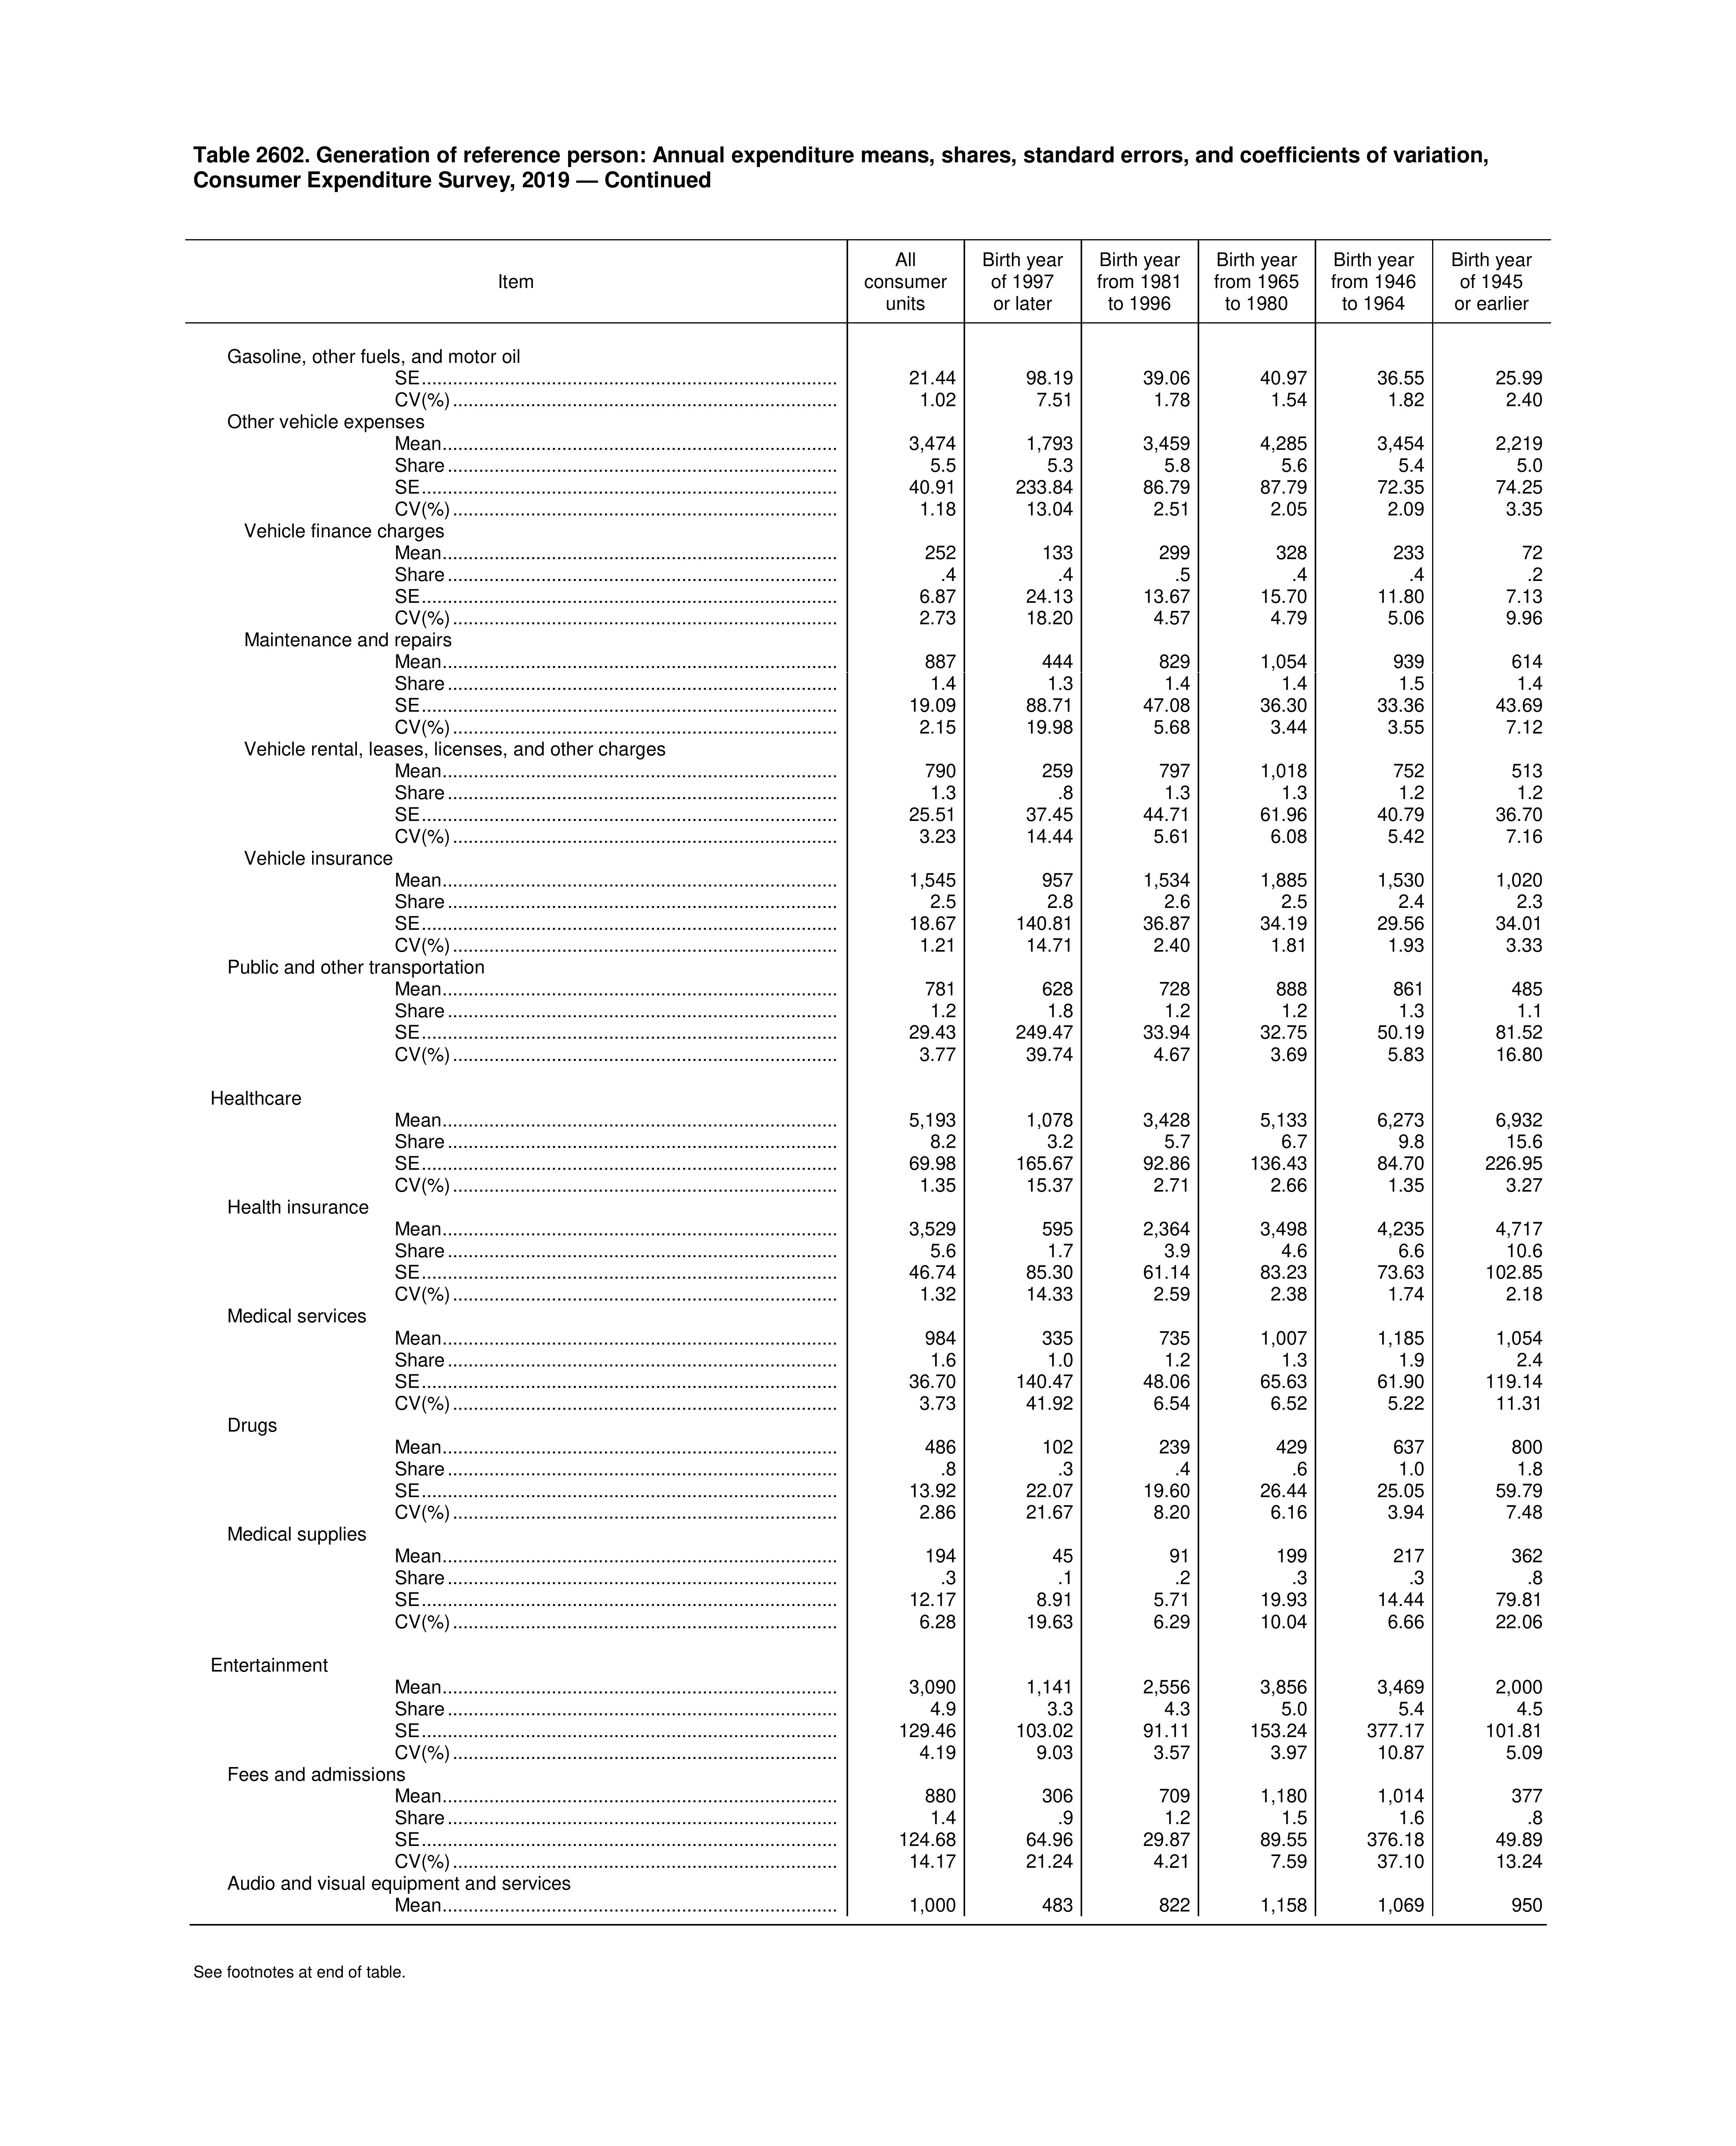 Table 2602. Generation of reference person: Annual expenditure means, shares, standard errors, and coefficients of variation,
Consumer Expenditure Survey, 2019 — Continued
Item
All consumer units
Birth year of 1997 or later
Birth year from 1981 to 1996
Birth year from 1965 to 1980
Birth year from 1946 to 1964
Birth year of 1945 or earlier
Gasoline, other fuels, and motor oil
SE 21.44 98.19 39.06 40.97 36.55 25.99
CV(%) 1.02 7.51 1.78 1.54 1.82 2.40
Other vehicle expenses
Mean 3,474 1,793 3,459 4,285 3,454 2,219
Share 5.5 5.3 5.8 5.6 5.4 5.0
SE 40.91 233.84 86.79 87.79 72.35 74.25
CV(%) 1.18 13.04 2.51 2.05 2.09 3.35
Vehicle finance charges
Mean 252 133 299 328 233 72
Share .4 .4 .5 .4 .4 .2
SE 6.87 24.13 13.67 15.70 11.80 7.13
CV(%) 2.73 18.20 4.57 4.79 5.06 9.96
Maintenance and repairs
Mean 887 444 829 1,054 939 614
Share 1.4 1.3 1.4 1.4 1.5 1.4
SE 19.09 88.71 47.08 36.30 33.36 43.69
CV(%) 2.15 19.98 5.68 3.44 3.55 7.12
Vehicle rental, leases, licenses, and other charges
Mean 790 259 797 1,018 752 513
Share 1.3 .8 1.3 1.3 1.2 1.2
SE 25.51 37.45 44.71 61.96 40.79 36.70
CV(%) 3.23 14.44 5.61 6.08 5.42 7.16
Vehicle insurance
Mean 1,545 957 1,534 1,885 1,530 1,020
Share 2.5 2.8 2.6 2.5 2.4 2.3
SE 18.67 140.81 36.87 34.19 29.56 34.01
CV(%) 1.21 14.71 2.40 1.81 1.93 3.33
Public and other transportation
Mean 781 628 728 888 861 485
Share 1.2 1.8 1.2 1.2 1.3 1.1
SE 29.43 249.47 33.94 32.75 50.19 81.52
CV(%) 3.77 39.74 4.67 3.69 5.83 16.80
Healthcare
Mean 5,193 1,078 3,428 5,133 6,273 6,932
Share 8.2 3.2 5.7 6.7 9.8 15.6
SE 69.98 165.67 92.86 136.43 84.70 226.95
CV(%) 1.35 15.37 2.71 2.66 1.35 3.27
Health insurance
Mean 3,529 595 2,364 3,498 4,235 4,717
Share 5.6 1.7 3.9 4.6 6.6 10.6
SE 46.74 85.30 61.14 83.23 73.63 102.85
CV(%) 1.32 14.33 2.59 2.38 1.74 2.18
Medical services
Mean 984 335 735 1,007 1,185 1,054
Share 1.6 1.0 1.2 1.3 1.9 2.4
SE 36.70 140.47 48.06 65.63 61.90 119.14
CV(%) 3.73 41.92 6.54 6.52 5.22 11.31
Drugs
Mean 486 102 239 429 637 800
Share .8 .3 .4 .6 1.0 1.8
SE 13.92 22.07 19.60 26.44 25.05 59.79
CV(%) 2.86 21.67 8.20 6.16 3.94 7.48
Medical supplies
Mean 194 45 91 199 217 362
Share .3 .1 .2 .3 .3 .8
SE 12.17 8.91 5.71 19.93 14.44 79.81
CV(%) 6.28 19.63 6.29 10.04 6.66 22.06
Entertainment
Mean 3,090 1,141 2,556 3,856 3,469 2,000
Share 4.9 3.3 4.3 5.0 5.4 4.5
SE 129.46 103.02 91.11 153.24 377.17 101.81
CV(%) 4.19 9.03 3.57 3.97 10.87 5.09
Fees and admissions
Mean 880 306 709 1,180 1,014 377
Share 1.4 .9 1.2 1.5 1.6 .8
SE 124.68 64.96 29.87 89.55 376.18 49.89
CV(%) 14.17 21.24 4.21 7.59 37.10 13.24
Audio and visual equipment and services
Mean 1,000 483 822 1,158 1,069 950
See footnotes at end of table.